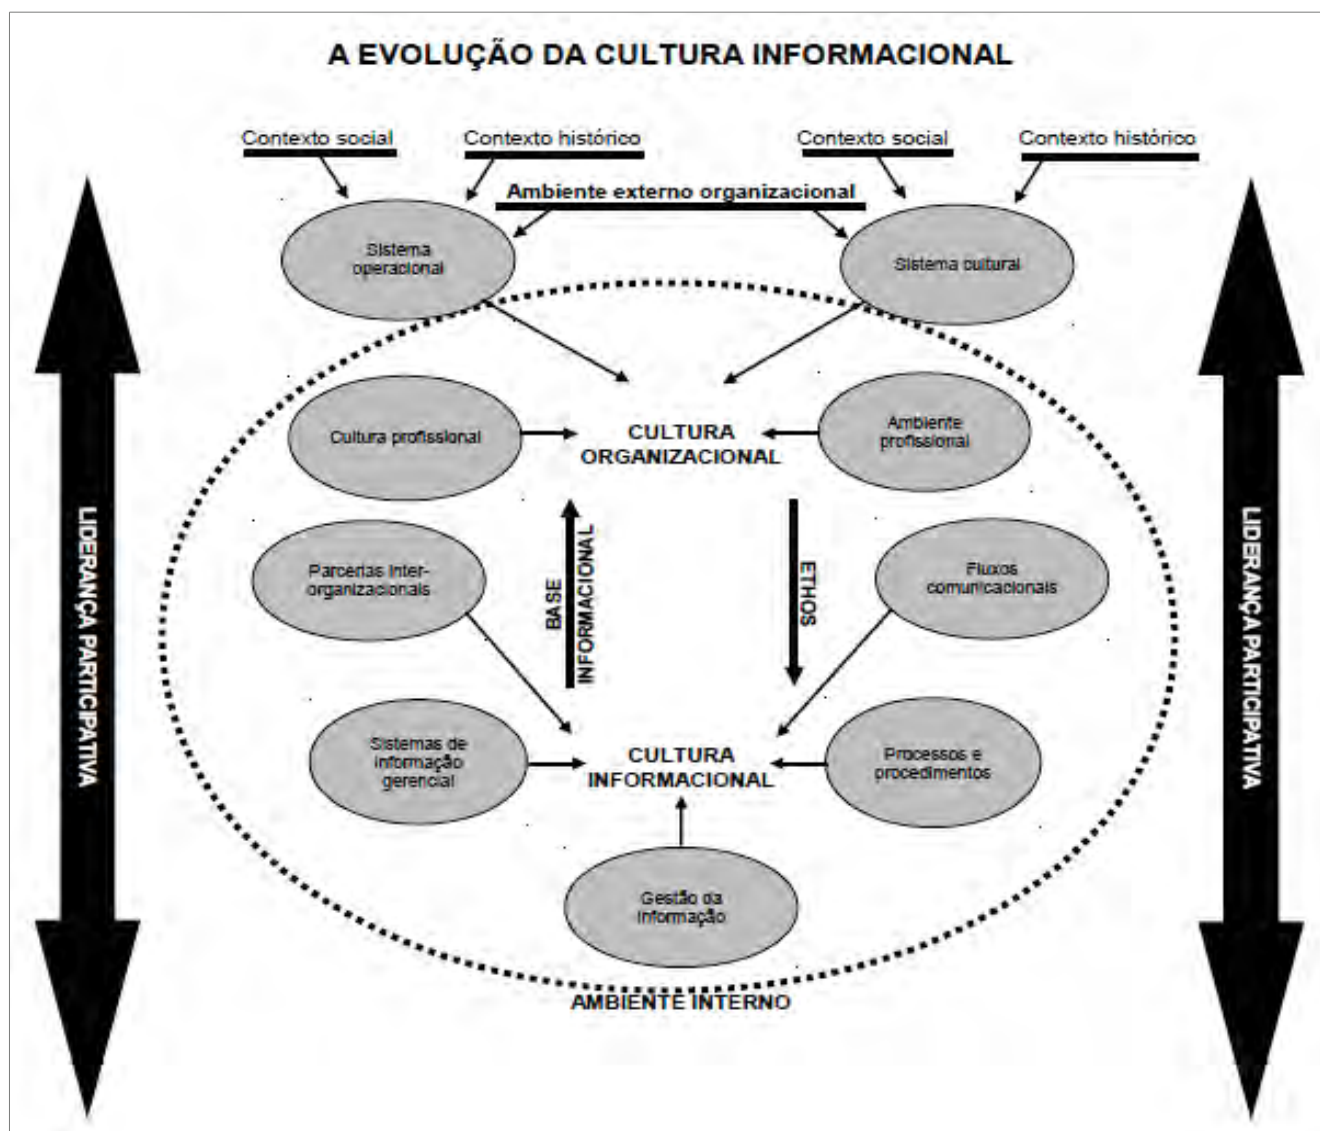 A EVOLUÇÃO DA CULTURA INFORMACIONAL
Contexto social
Contexto histórico
Contexto social
Contexto histórico
Ambiente externo organizacional
Sistema
operacional
Sistema cultural
Cultura profissional
CULTURA
ORGANIZACIONAL
Ambiente
profissional
LIDERANÇA PARTICIPATIVA
Parcerias inter-
organizacionais
BASE
INFORMACIONAL
ETHOS
Fluxos
comunicacionais
LIDERANÇA PARTICIPATIVA
Sistemas de
informação
gerencial
CULTURA
INFORMACIONAL
Processos e
procedimentos
Gestão da
informação
AMBIENTE INTERNO